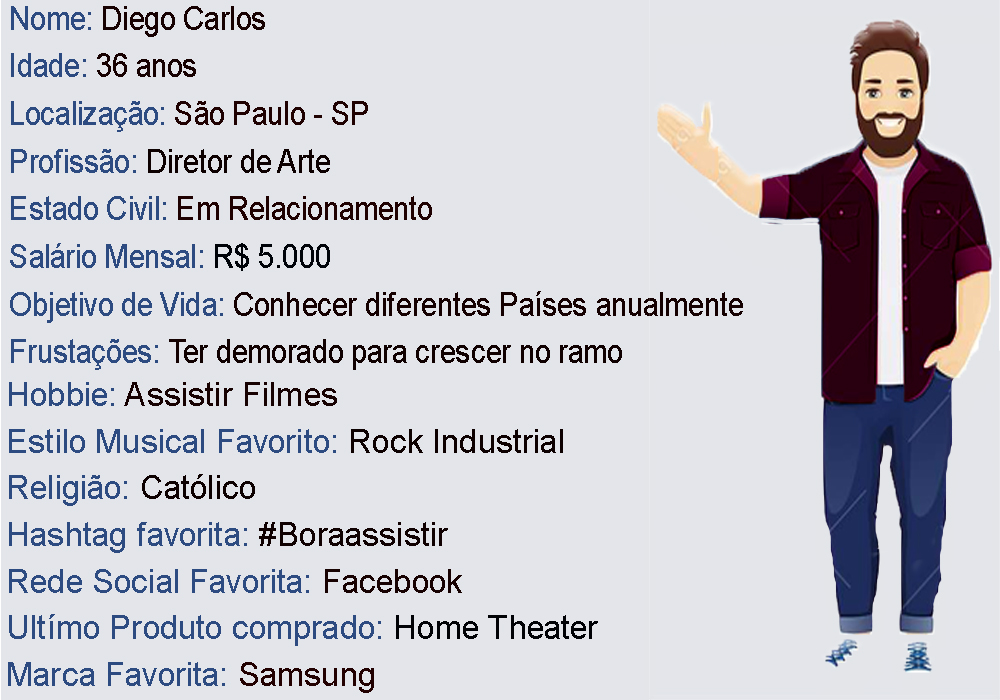 Nome: Diego Carlos
Idade: 36 anos
Localização: São Paulo - SP
Profissão: Diretor de Arte
Estado Civil: Em Relacionamento
Salário Mensal: R$ 5.000
Objetivo de Vida: Conhecer diferentes Países anualmente
Frustações: Ter demorado para crescer no ramo
Hobbie: Assistir Filmes
Estilo Musical Favorito: Rock Industrial
Religião: Católico
Hashtag favorita: #Boraassistir
Rede Social Favorita: Facebook
Ultímo Produto comprado: Home Theater
Marca Favorita: Samsung